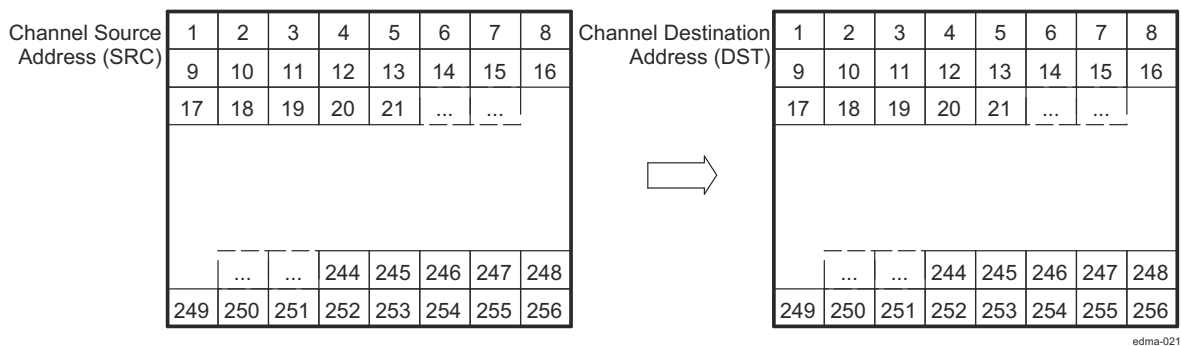 Channel Source Address (SRC)
1 2 3 4 5 6 7 8
9 10 11 12 13 14 15 16
17 18 19 20 21 ... ...
... ... 244 245 246 247 248
249 250 251 252 253 254 255 256
Channel Destination Address (DST)
1 2 3 4 5 6 7 8
9 10 11 12 13 14 15 16
17 18 19 20 21 ... ...
... ... 244 245 246 247 248
249 250 251 252 253 254 255 256
edma-021